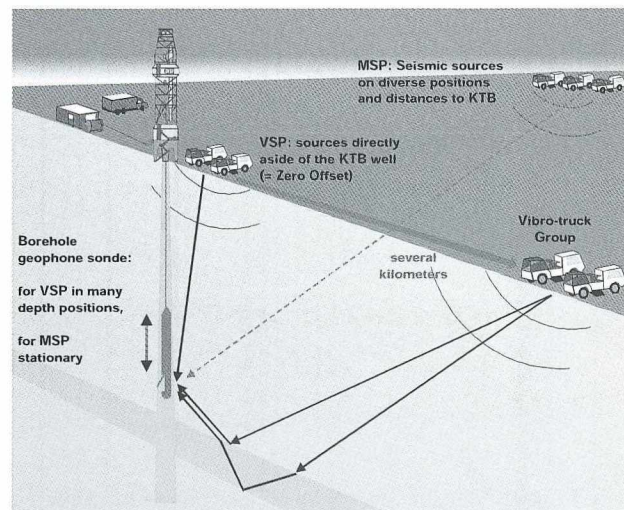 MSP: Seismic sources
on diverse positions
and distances to KTB
VSP: sources directly
aside of the KTB well
(= Zero Offset)
Vibro-truck
Group
Borehole
geophone sonde:
several
kilometers
for VSP in many
depth positions,
for MSP
stationary